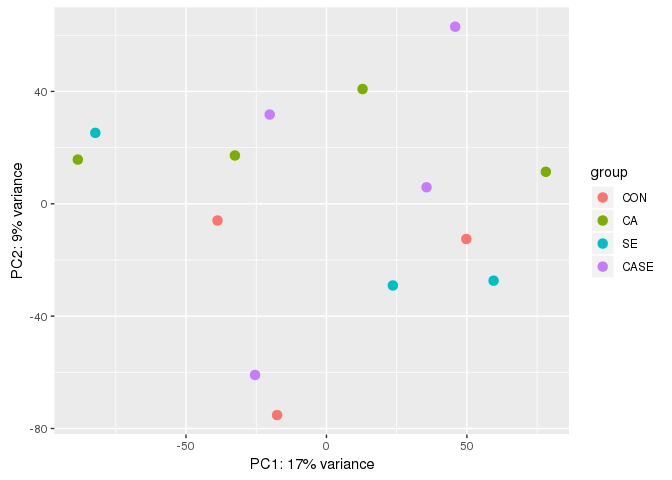 40
0
-40
-80
-50
0
50
PC1: 17% variance
PC2: 9% variance
group
CON
CA
SE
CASE